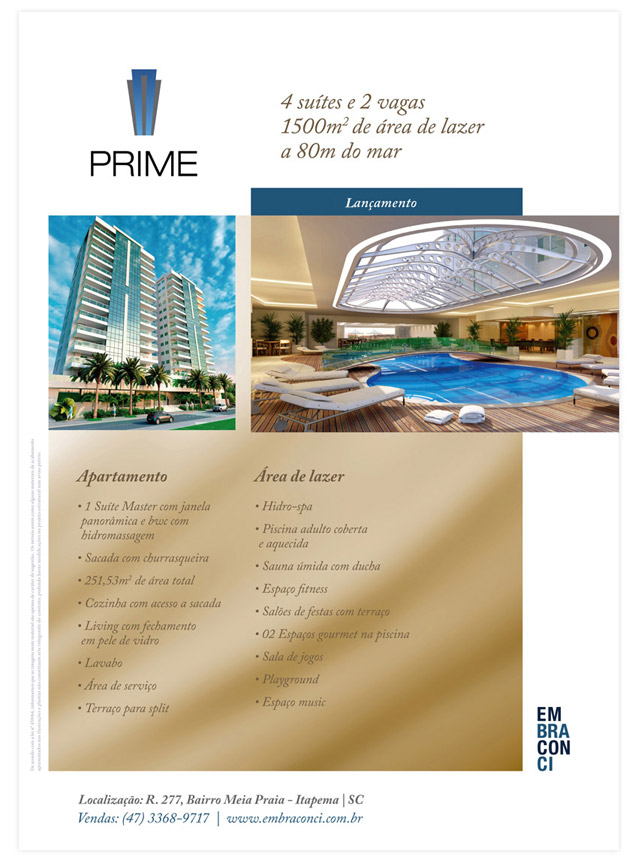 PRIME
4 suítes e 2 vagas
1500m² de área de lazer
a 80m do mar
Lançamento
Apartamento
• 1 Suíte Master com janela
panorâmica e bwc com
hidromassagem
• Sacada com churrasqueira
• 251,53m² de área total
• Cozinha com acesso a sacada
• Living com fechamento
em pele de vidro
• Lavabo
• Área de serviço
• Terraço para split
Área de lazer
• Hidro-spa
• Piscina adulto coberta
e aquecida
• Sauna úmida com ducha
• Espaço fitness
• Salões de festas com terraço
• 02 Espaços gourmet na piscina
• Sala de jogos
• Playground
• Espaço music
EM
BRA
CON
CI
Localização: R. 277, Bairro Meia Praia - Itapema | SC
Vendas: (47) 3368-9717 | www.embraconci.com.br